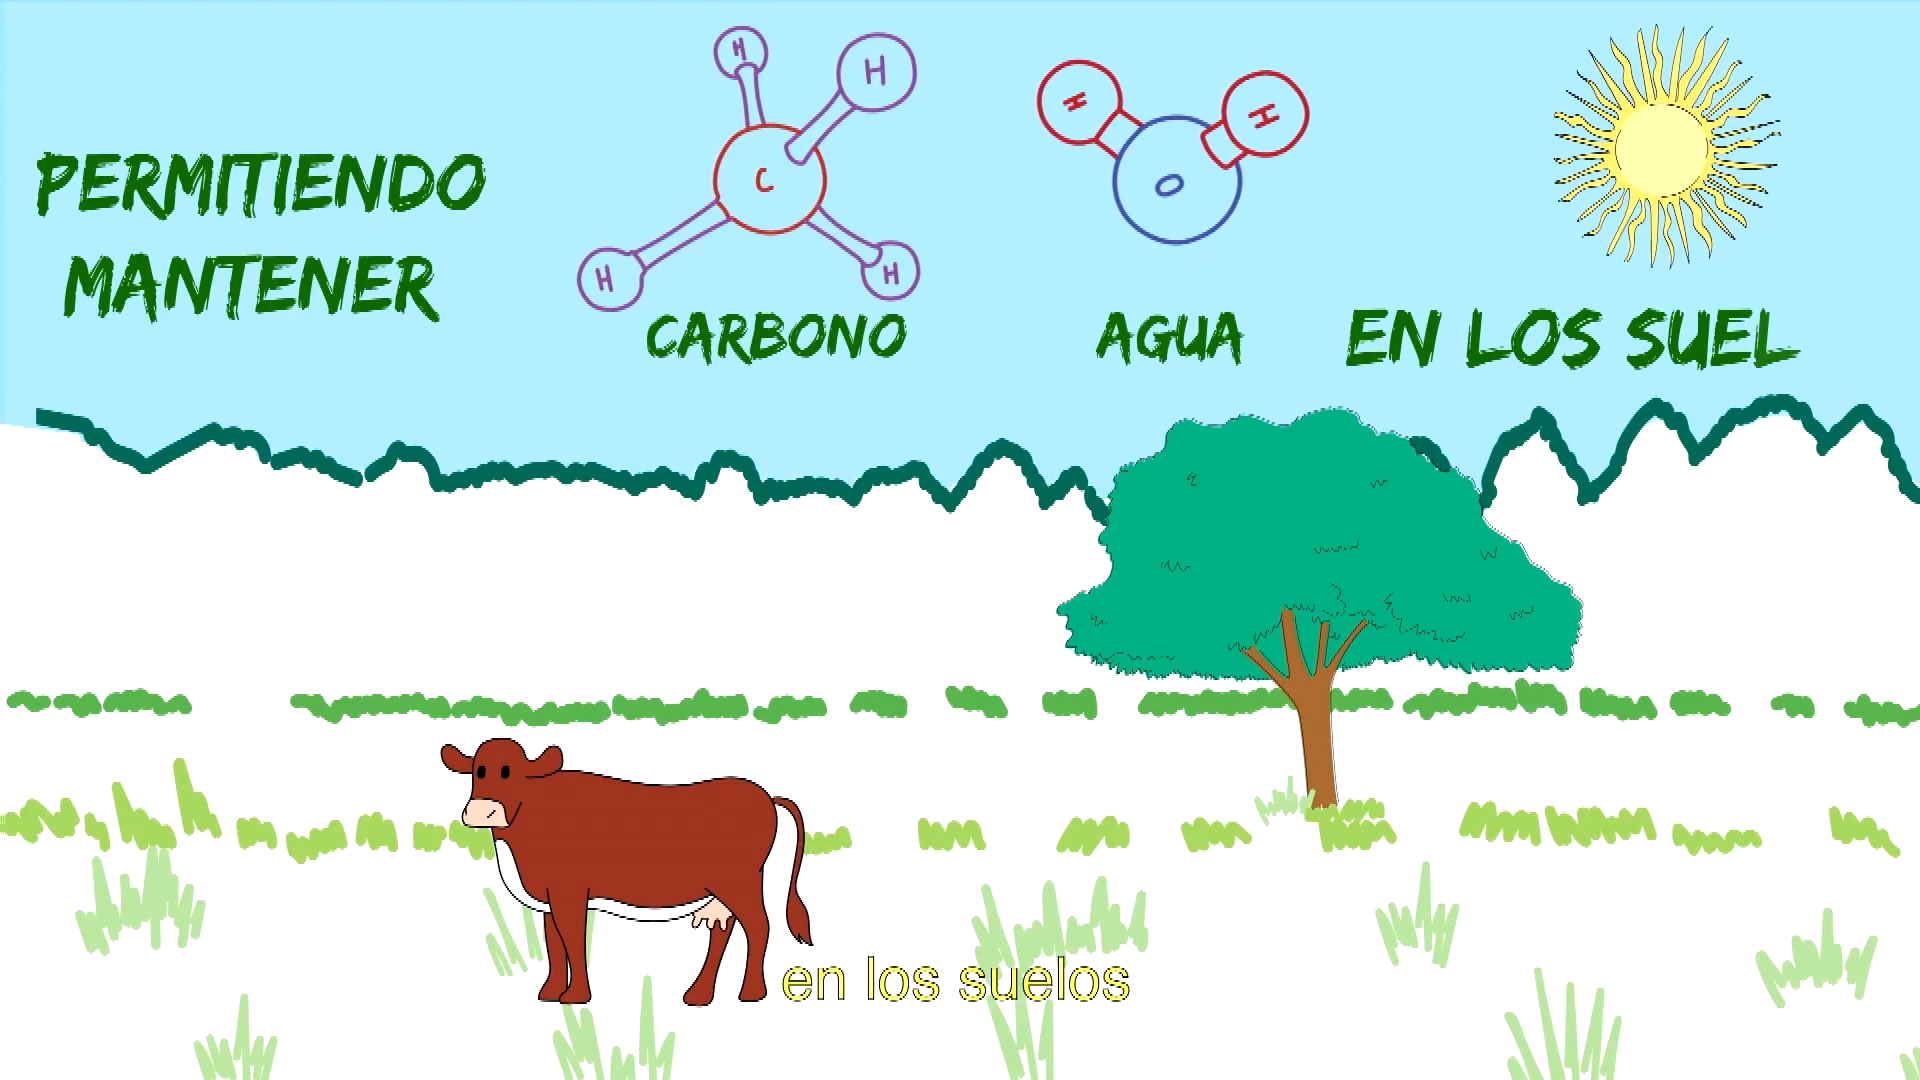 PERMITIENDO
MANTENER
H
H
C
H
H
CARBONO
H
H
O
AGUA
EN LOS SUEL
en los suelos